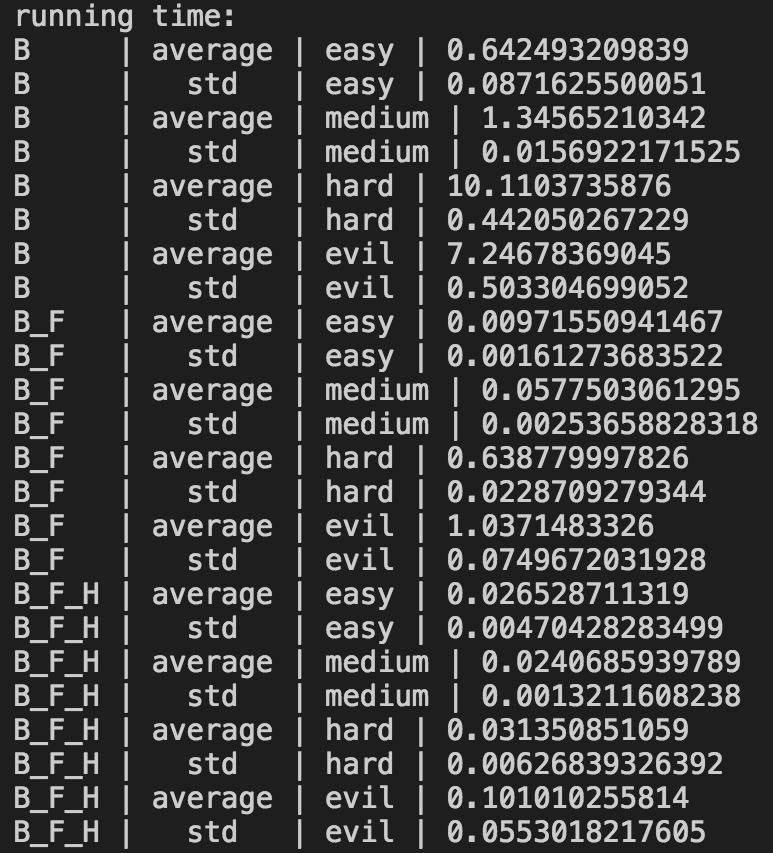 running time:
B     | average | easy | 0.642493209839
B     |   std   | easy | 0.0871625500051
B     | average | medium | 1.34565210342
B     |   std   | medium | 0.0156922171525
B     | average | hard | 10.1103735876
B     |   std   | hard | 0.442050267229
B     | average | evil | 7.24678369045
B     |   std   | evil | 0.503304699052
B_F   | average | easy | 0.00971550941467
B_F   |   std   | easy | 0.00161273683522
B_F   | average | medium | 0.0577503061295
B_F   |   std   | medium | 0.00253658828318
B_F   | average | hard | 0.638779997826
B_F   |   std   | hard | 0.0228709279344
B_F   | average | evil | 1.0371483326
B_F   |   std   | evil | 0.0749672031928
B_F_H | average | easy | 0.026528711319
B_F_H |   std   | easy | 0.00470428283499
B_F_H | average | medium | 0.0240685939789
B_F_H |   std   | medium | 0.0013211608238
B_F_H | average | hard | 0.031350851059
B_F_H |   std   | hard | 0.00626839326392
B_F_H | average | evil | 0.101010255814
B_F_H |   std   | evil | 0.0553018217605